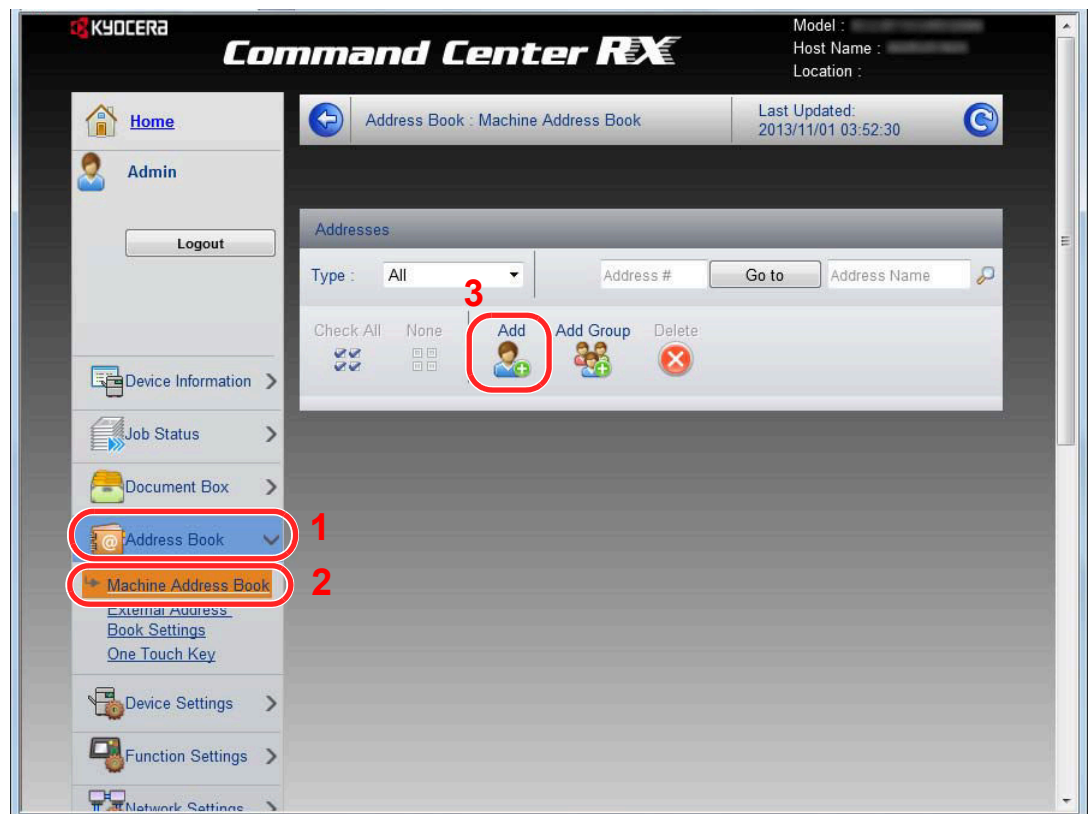 KYOCERA
Command Center RX
Model :
Host Name :
Location :
Home
Admin
Logout
Address Book : Machine Address Book
Last Updated:
2013/11/01 03:52:30
Addresses
Type : All Address # Go to Address Name
3
Check All None Add Add Group Delete
Device Information
Job Status
Document Box
Address Book 1
Machine Address Book 2
External Address
Book Settings
One Touch Key
Device Settings
Function Settings
Network Settings